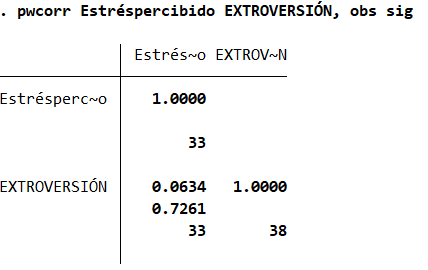 . pwcorr Estréspercibido EXTROVERSIÓN, obs sig
Estrés~o EXTROV~N
Estrésperc~o 1.0000
33
EXTROVERSIÓN 0.0634 1.0000
0.7261
33 38